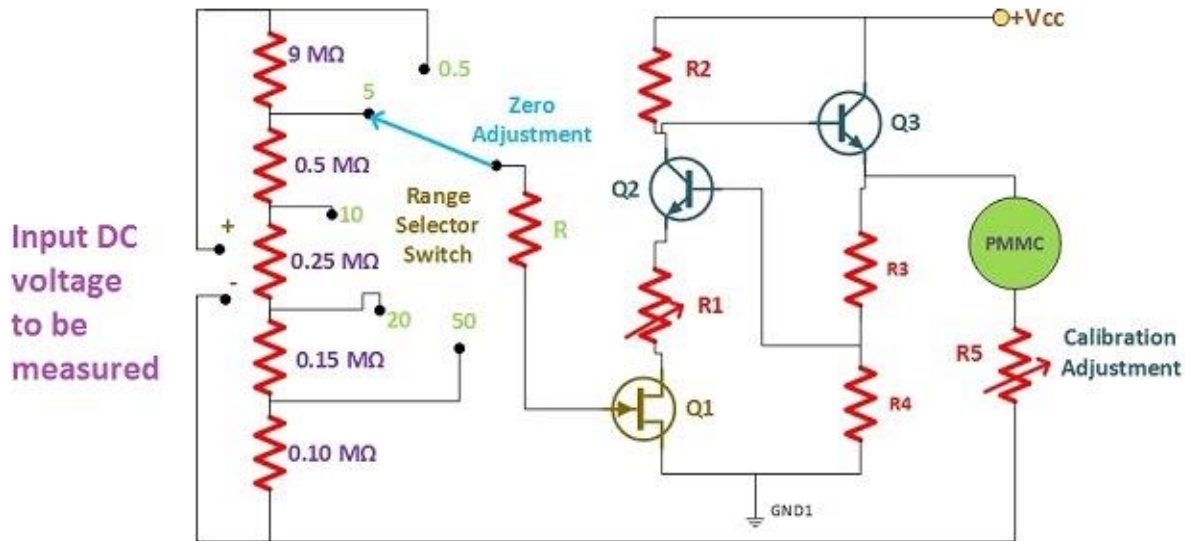 +Vcc
9 MΩ
0.5
R2
5
Zero
Adjustment
Q3
0.5 MΩ
Q2
Range
Selector
Switch
+
10
R
Input DC
voltage
to be
measured
PMMC
0.25 MΩ
R3
-
20
50
R1
0.15 MΩ
R5
Calibration
Adjustment
Q1
R4
0.10 MΩ
GND1